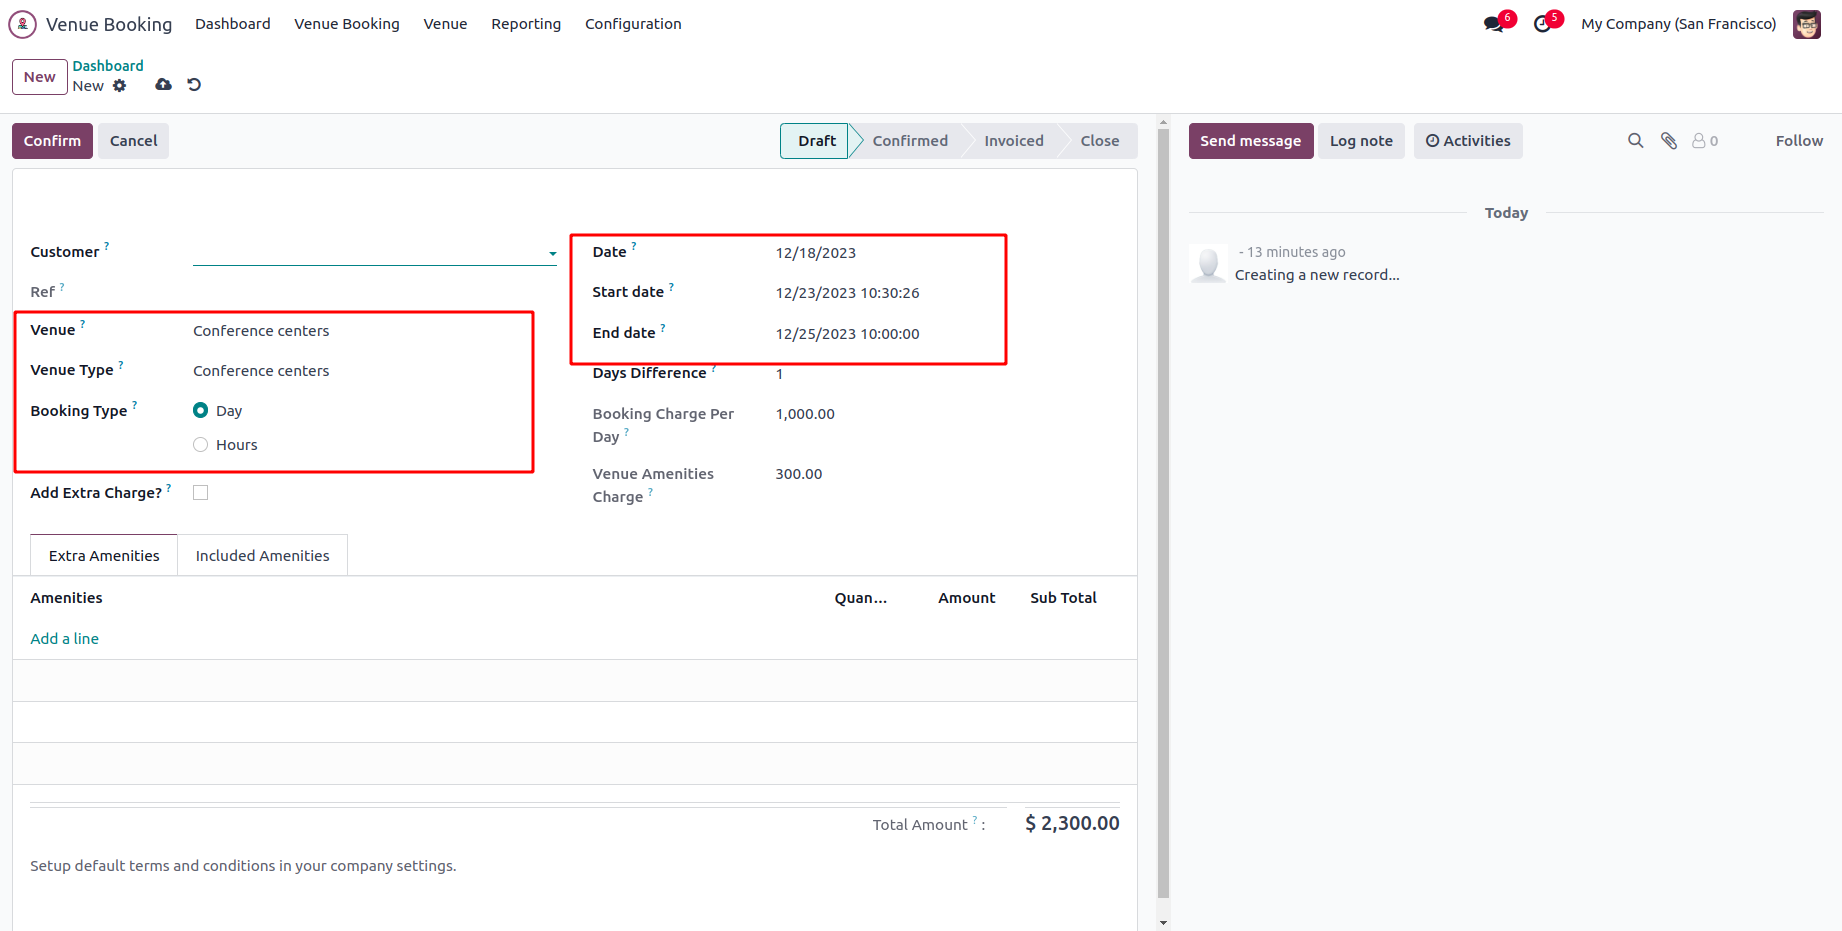 Venue Booking Dashboard Venue Booking Venue Reporting Configuration 6 5 My Company (San Francisco)
New Dashboard
New
Confirm Cancel Draft Confirmed Invoiced Close Send message Log note Activities 0 Follow
Today
Customer ? Date ? 12/18/2023
- 13 minutes ago
Creating a new record...
Ref ? Start date ? 12/23/2023 10:30:26
Venue ? Conference centers End date ? 12/25/2023 10:00:00
Venue Type ? Conference centers Days Difference ? 1
Booking Type ? Day Booking Charge Per 1,000.00
Day ?
Hours
Venue Amenities 300.00
Charge ?
Add Extra Charge? ?
Extra Amenities Included Amenities
Amenities Quan... Amount Sub Total
Add a line
Total Amount ? : $ 2,300.00
Setup default terms and conditions in your company settings.